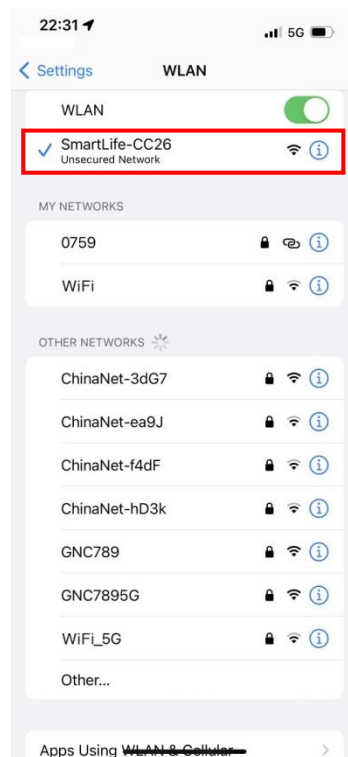 22:31
5G
Settings
WLAN
WLAN
SmartLife-CC26
Unsecured Network
MY NETWORKS
0759
WiFi
OTHER NETWORKS
ChinaNet-3dG7
ChinaNet-ea9J
ChinaNet-f4dF
ChinaNet-hD3k
GNC789
GNC7895G
WiFi_5G
Other...
Apps Using WLAN & Cellular